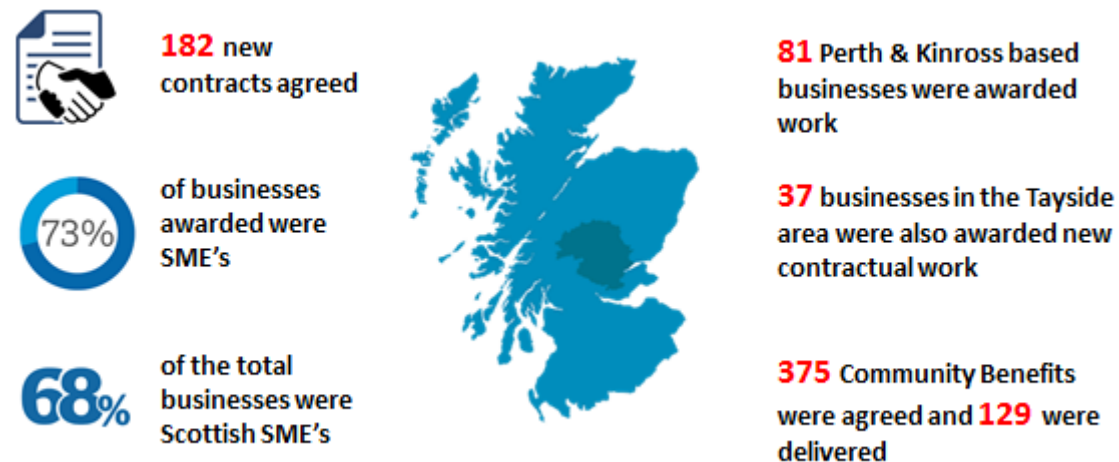 182 new
contracts agreed
73%
of businesses
awarded were
SME's
68%
of the total
businesses were
Scottish SME's
81 Perth & Kinross based
businesses were awarded
work
37 businesses in the Tayside
area were also awarded new
contractual work
375 Community Benefits
were agreed and 129 were
delivered